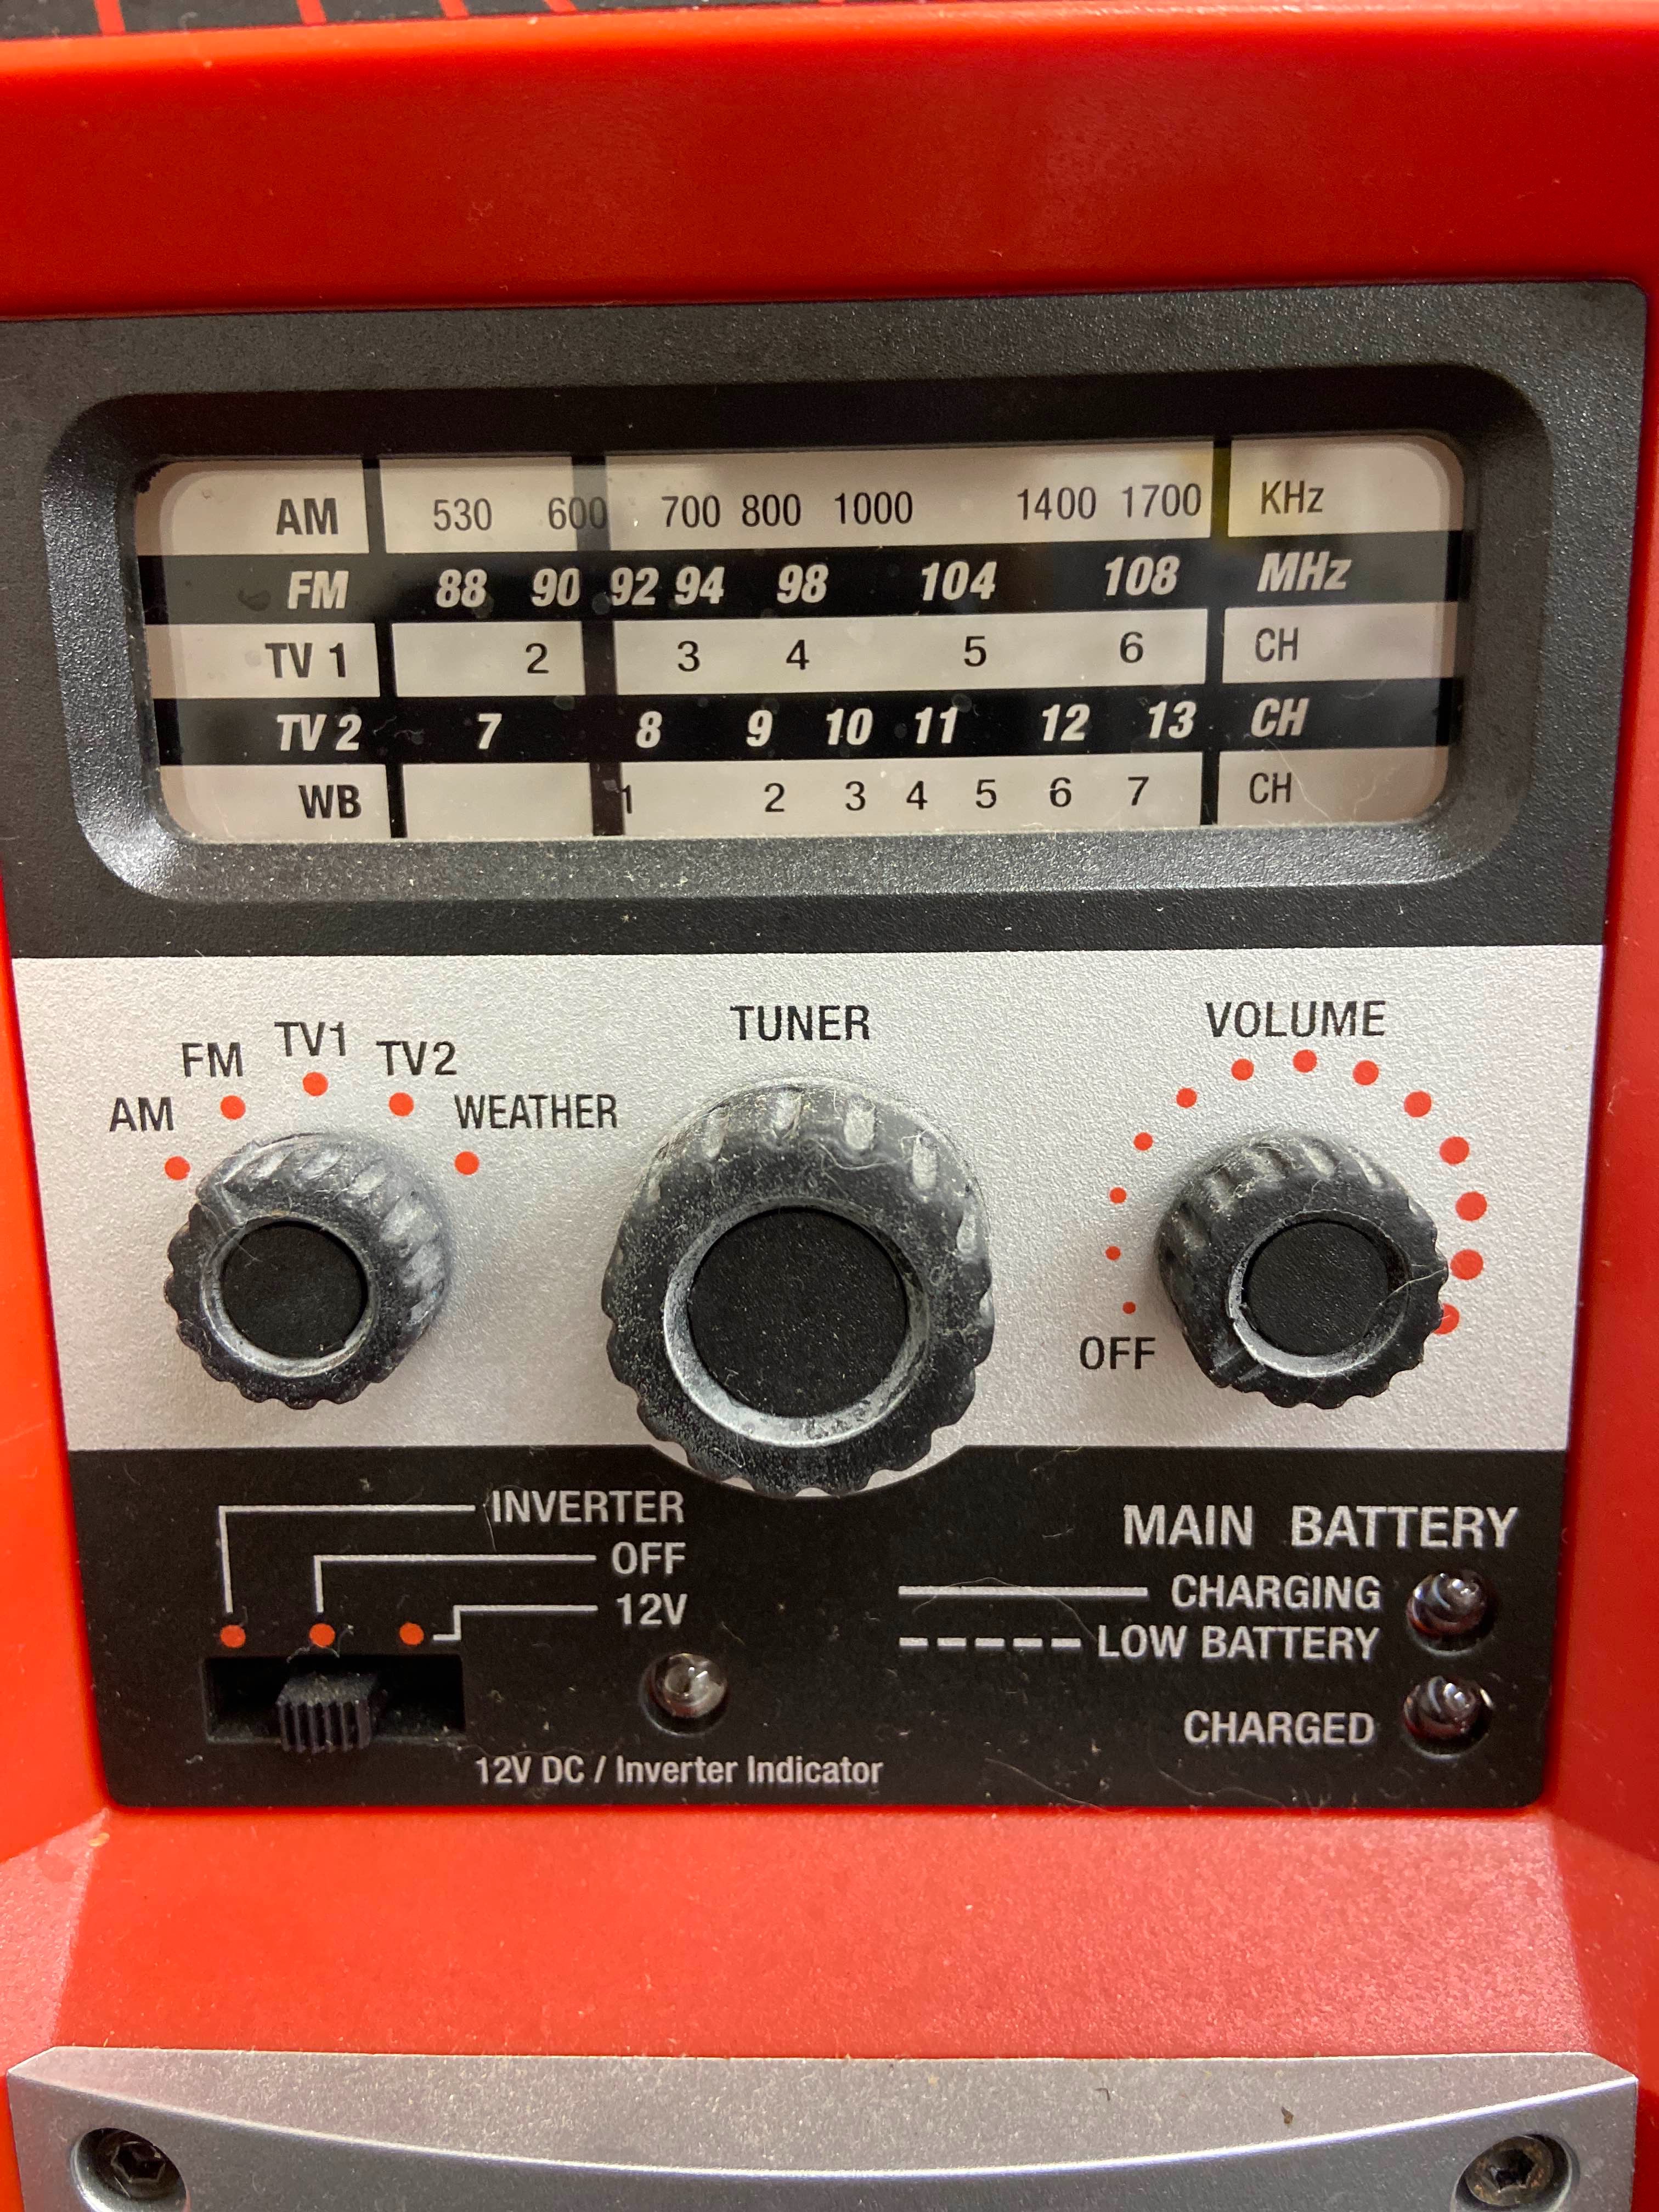 AM 530 600 700 800 1000 1400 1700 KHz
FM 88 90 92 94 98 104 108 MHz
TV 1 2 3 4 5 6 CH
TV 2 7 8 9 10 11 12 13 CH
WB 1 2 3 4 5 6 7 CH
AM FM TV1 TV2 WEATHER
TUNER
VOLUME
OFF
INVERTER
OFF
12V
12V DC / Inverter Indicator
MAIN BATTERY
CHARGING
LOW BATTERY
CHARGED